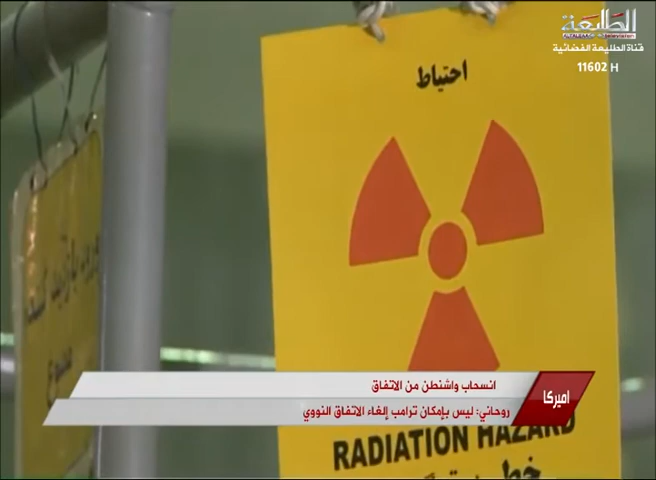 الطليعة
قناة الطليعة الفضائية
11602 H
احتياط
اميركا
انسحاب واشنطن من الاتفاق
روحاني: ليس بإمكان ترامب إلغاء الاتفاق النووي
RADIATION HAZARD